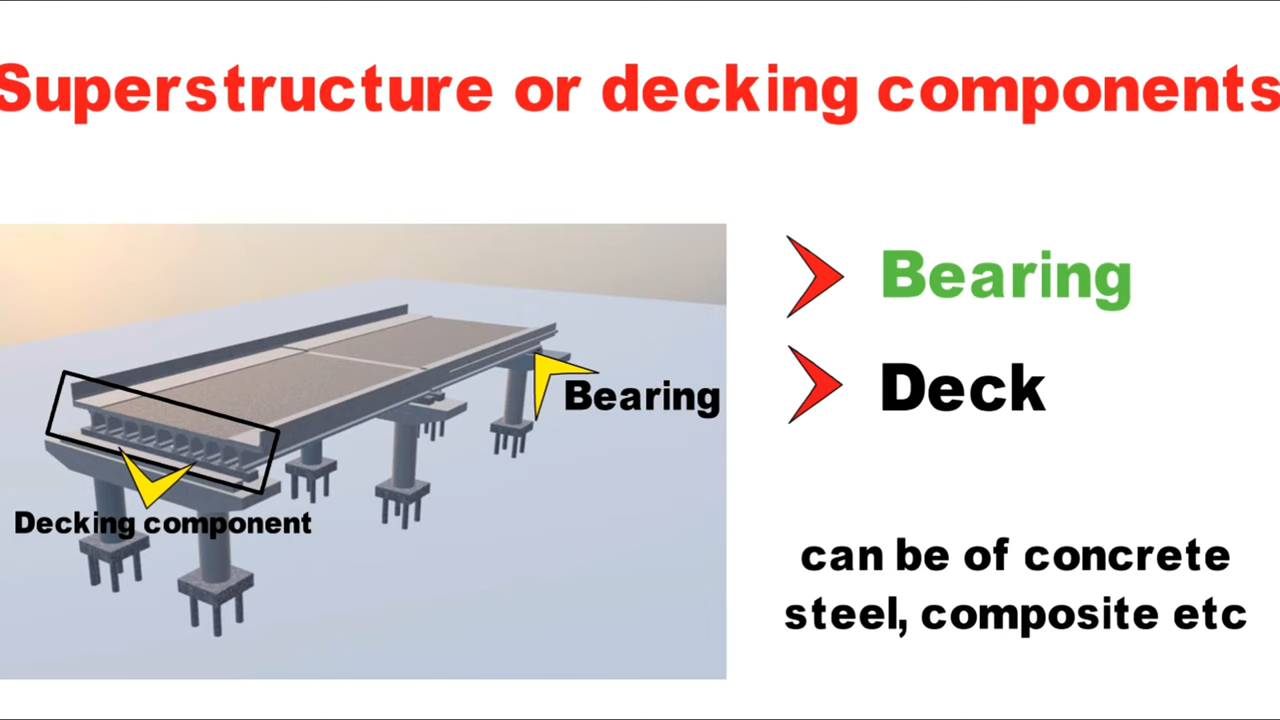 Superstructure or decking components
Bearing
Deck
Bearing
Decking component
can be of concrete
steel, composite etc